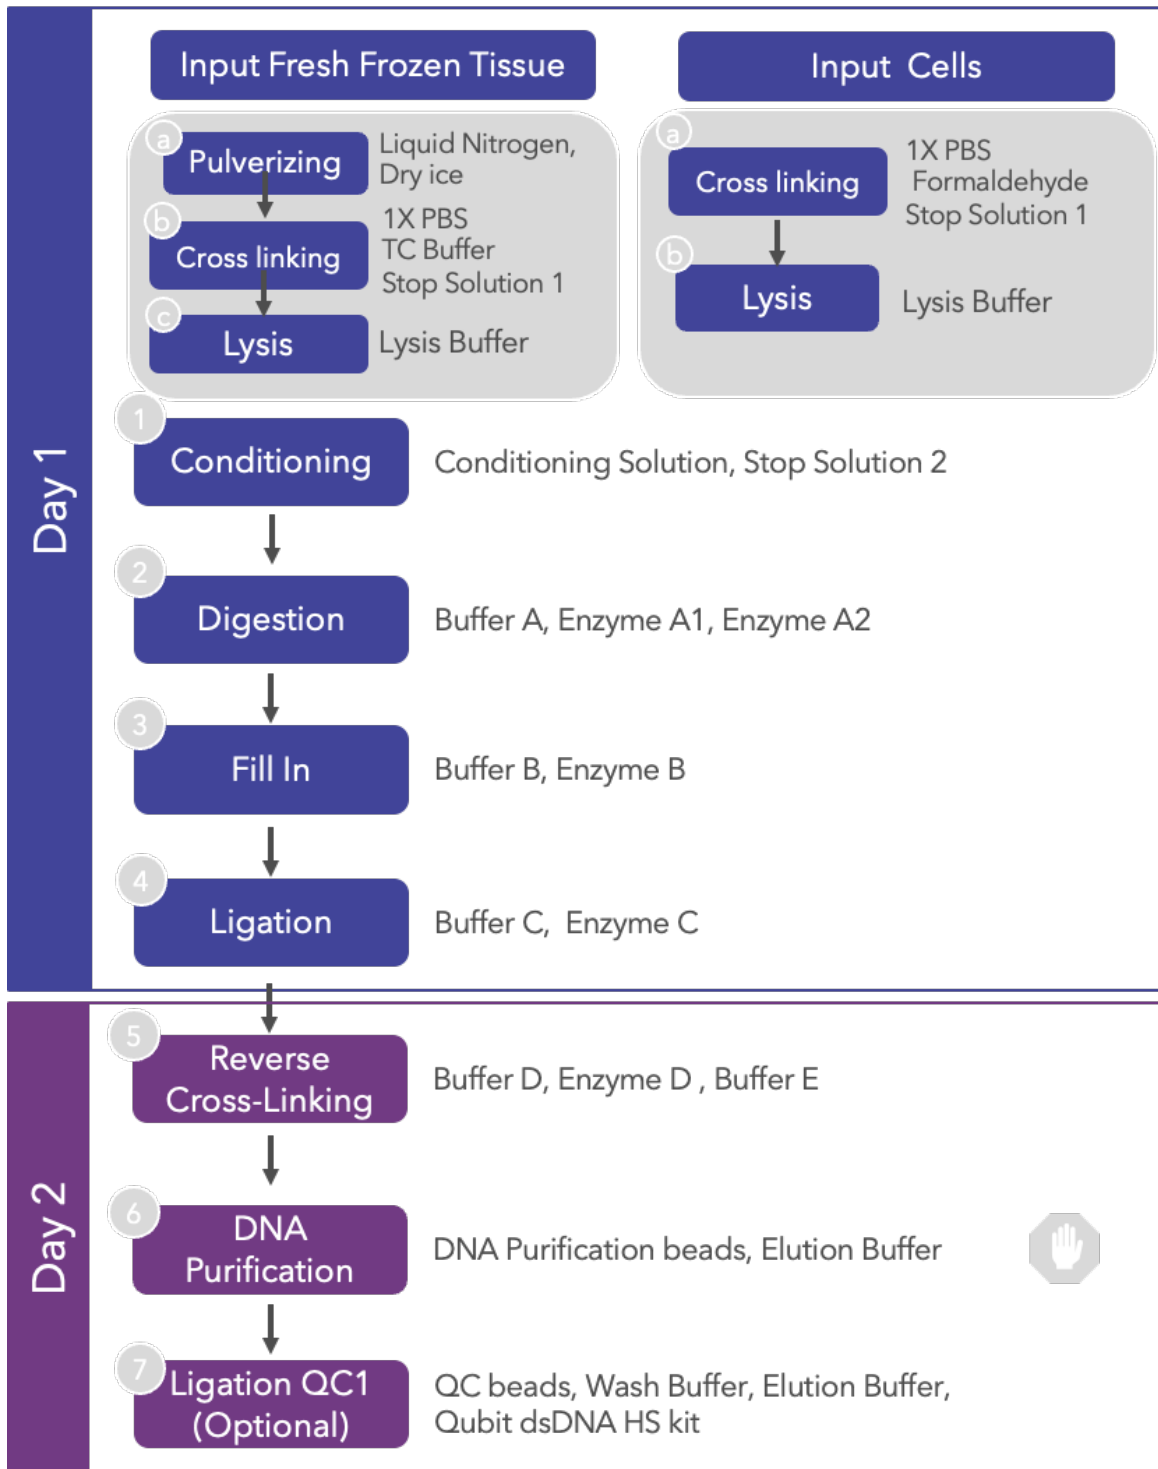 Day 1
Input Fresh Frozen Tissue
a
Pulverizing
Liquid Nitrogen,
Dry ice
b
Cross linking
1X PBS
TC Buffer
Stop Solution 1
c
Lysis
Lysis Buffer
Input Cells
a
Cross linking
1X PBS
Formaldehyde
Stop Solution 1
b
Lysis
Lysis Buffer
1
Conditioning
Conditioning Solution, Stop Solution 2
2
Digestion
Buffer A, Enzyme A1, Enzyme A2
3
Fill In
Buffer B, Enzyme B
4
Ligation
Buffer C, Enzyme C
Day 2
5
Reverse
Cross-Linking
Buffer D, Enzyme D , Buffer E
6
DNA
Purification
DNA Purification beads, Elution Buffer
7
Ligation QC1
(Optional)
QC beads, Wash Buffer, Elution Buffer,
Qubit dsDNA HS kit